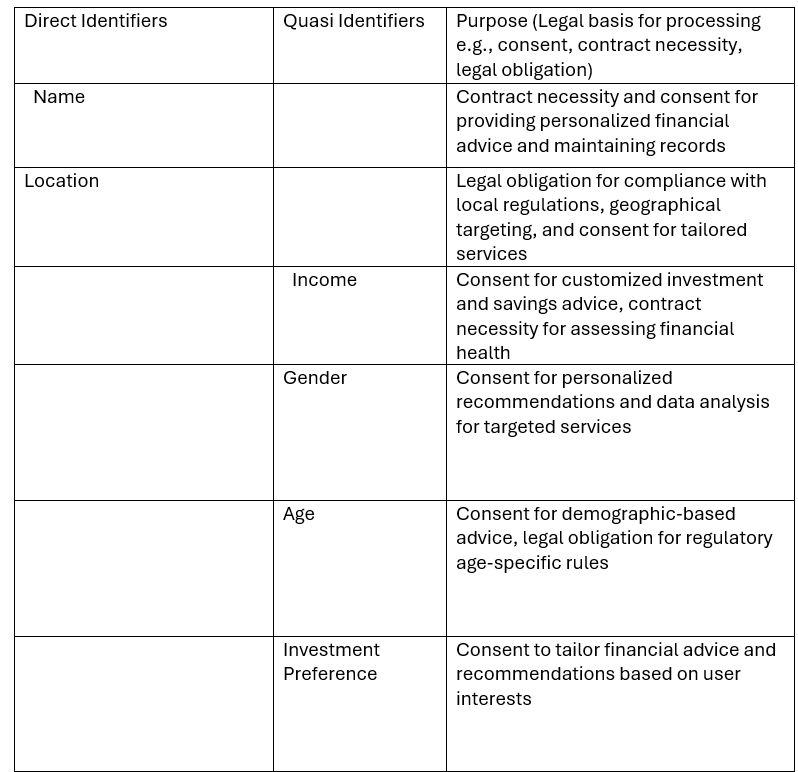 Direct Identifiers
Quasi Identifiers
Purpose (Legal basis for processing
e.g., consent, contract necessity,
legal obligation)
Name
Contract necessity and consent for
providing personalized financial
advice and maintaining records
Location
Legal obligation for compliance with
local regulations, geographical
targeting, and consent for tailored
services
Income
Consent for customized investment
and savings advice, contract
necessity for assessing financial
health
Gender
Consent for personalized
recommendations and data analysis
for targeted services
Age
Consent for demographic-based
advice, legal obligation for regulatory
age-specific rules
Investment
Preference
Consent to tailor financial advice and
recommendations based on user
interests